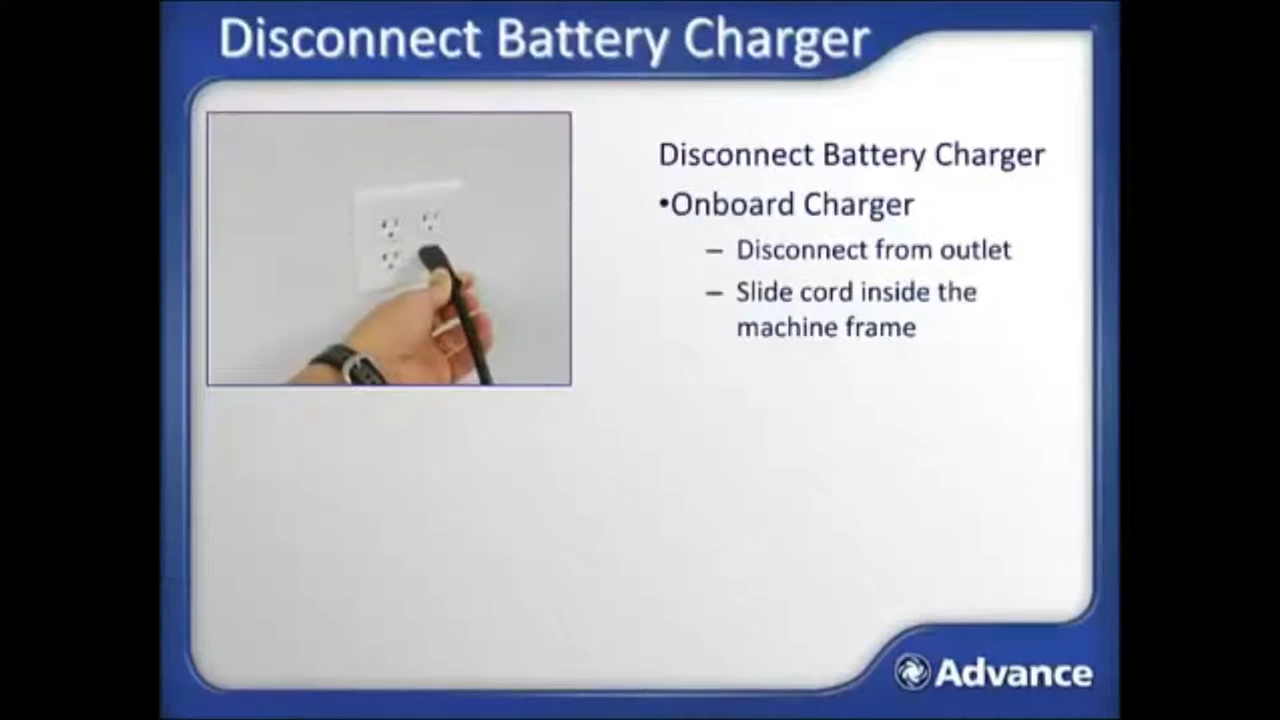 Disconnect Battery Charger
Disconnect Battery Charger
•Onboard Charger
– Disconnect from outlet
– Slide cord inside the
machine frame
Advance